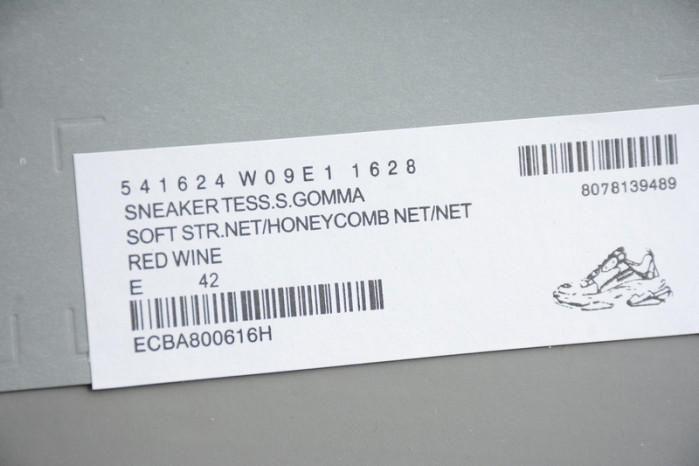 541624 W09E1 1628
SNEAKER TESS.S.GOMMA
SOFT STR.NET/HONEYCOMB NET/NET
RED WINE
E 42
ECBA800616H
8078139489